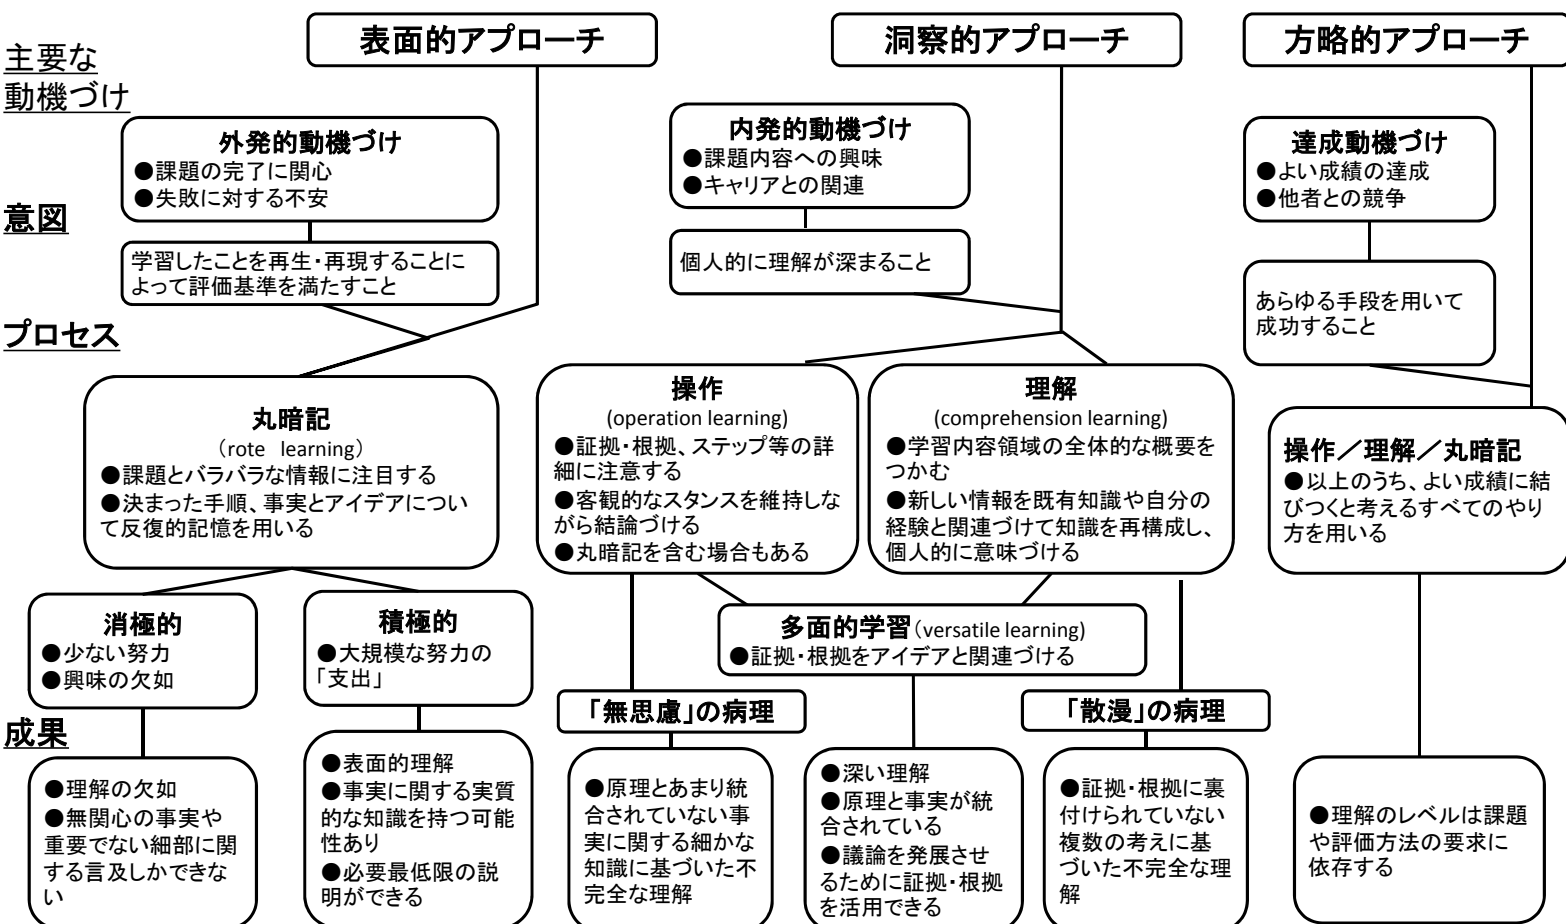 表面的アプローチ
洞察的アプローチ
方略的アプローチ
主要な
動機づけ
外発的動機づけ
●課題の完了に関心
●失敗に対する不安
内発的動機づけ
●課題内容への興味
●キャリアとの関連
達成動機づけ
●よい成績の達成
●他者との競争
意図
学習したことを再生・再現することに
よって評価基準を満たすこと
個人的に理解が深まること
あらゆる手段を用いて
成功すること
プロセス
丸暗記
（rote learning）
●課題とバラバラな情報に注目する
●決まった手順、事実とアイデアについ
て反復的記憶を用いる
操作
(operation learning)
●証拠・根拠、ステップ等の詳
細に注意する
●客観的なスタンスを維持しな
がら結論づける
●丸暗記を含む場合もある
理解
(comprehension learning)
●学習内容領域の全体的な概要を
つかむ
●新しい情報を既有知識や自分の
経験と関連づけて知識を再構成し、
個人的に意味づける
操作／理解／丸暗記
●以上のうち、よい成績に結
びつくと考えるすべてのやり
方を用いる
消極的
●少ない努力
●興味の欠如
積極的
●大規模な努力の
「支出」
多面的学習（versatile learning)
●証拠・根拠をアイデアと関連づける
「無思慮」の病理
「散漫」の病理
成果
●理解の欠如
●無関心の事実や
重要でない細部に関
する言及しかできな
い
●表面的理解
●事実に関する実質
的な知識を持つ可能
性あり
●必要最低限の説
明ができる
●原理とあまり統
合されていない事
実に関する細かな
知識に基づいた不
完全な理解
●深い理解
●原理と事実が統
合されている
●議論を発展させ
るために証拠・根拠
を活用できる
●証拠・根拠に裏
付けられていない
複数の考えに基
づいた不完全な理
解
●理解のレベルは課題
や評価方法の要求に
依存する